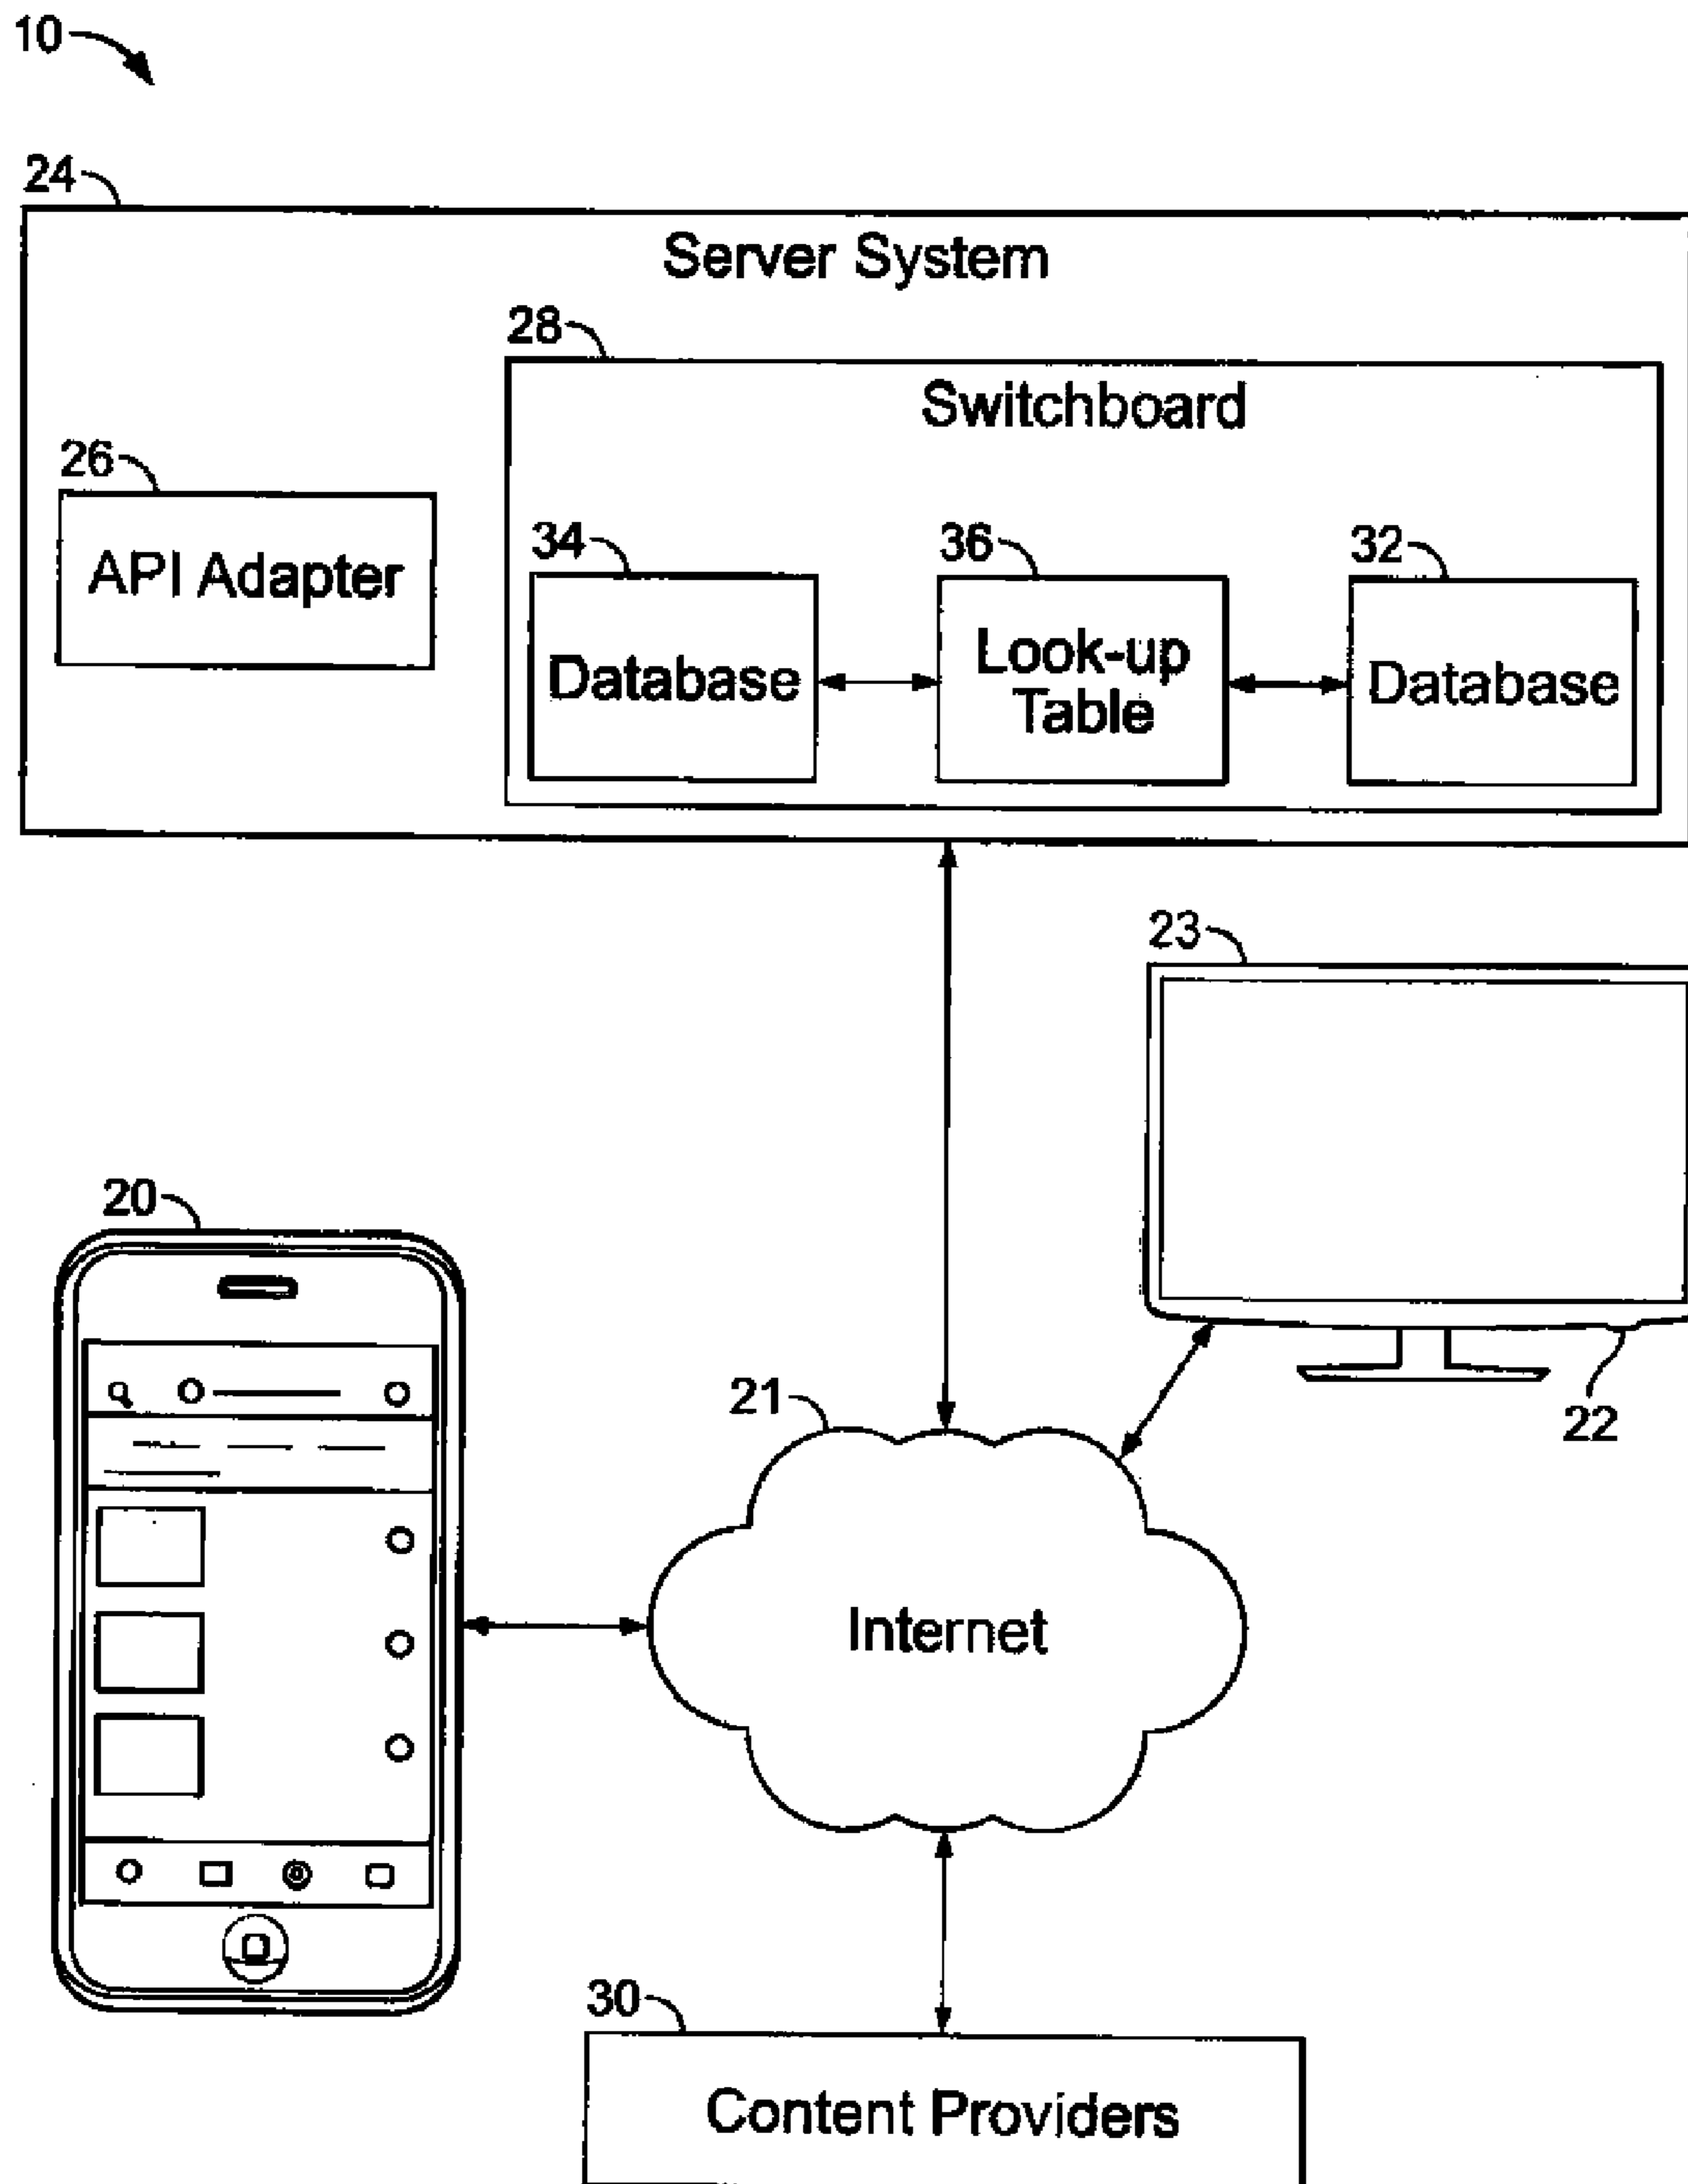 10
24
Server System
28
Switchboard
26
API Adapter
34
Database
36
Look-up
Table
32
Database
23
22
20
21
Internet
30
Content Providers